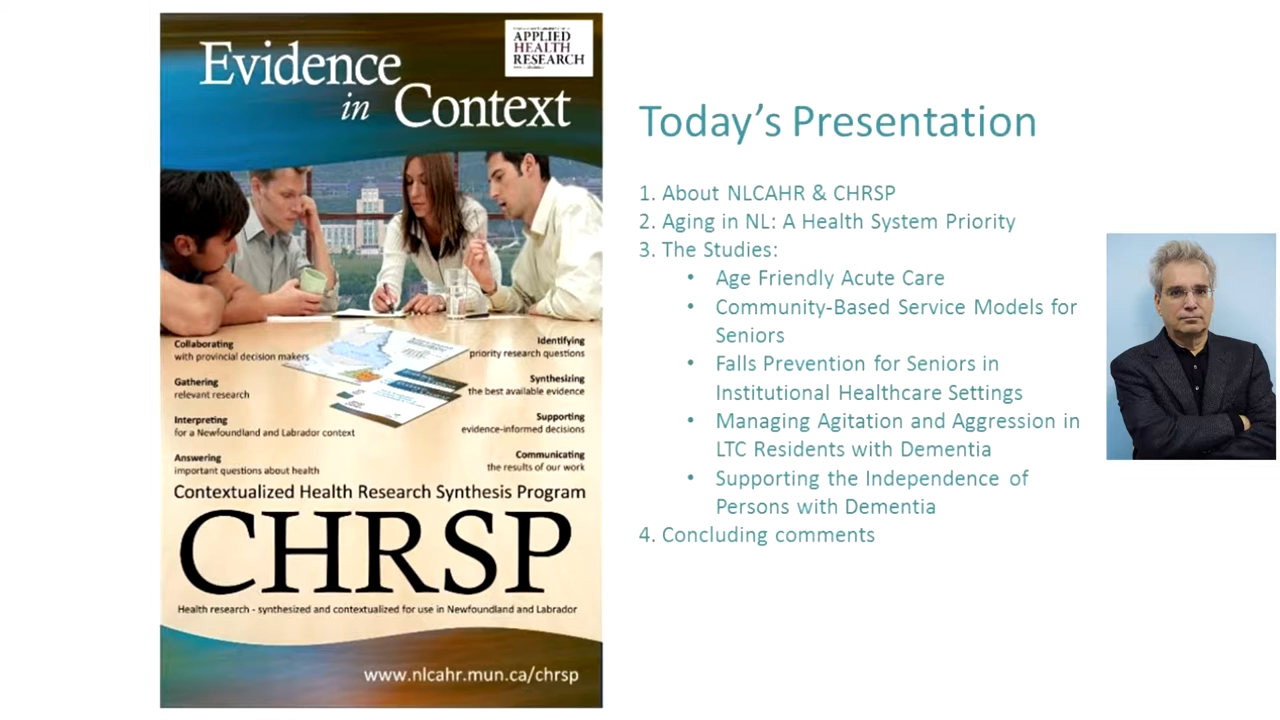 APPLIED
HEALTH
RESEARCH
Evidence
in Context
Collaborating
with provincial decision makers
Gathering
relevant research
Interpreting
for a Newfoundland and Labrador context
Answering
important questions about health
Identifying
priority research questions
Synthesizing
the best available evidence
Supporting
evidence-informed decisions
Communicating
the results of our work
Contextualized Health Research Synthesis Program
CHRSP
Health research - synthesized and contextualized for use in Newfoundland and Labrador
www.nlcahr.mun.ca/chrsp
Today's Presentation
1. About NLCAHR & CHRSP
2. Aging in NL: A Health System Priority
3. The Studies:
• Age Friendly Acute Care
• Community-Based Service Models for
Seniors
• Falls Prevention for Seniors in
Institutional Healthcare Settings
• Managing Agitation and Aggression in
LTC Residents with Dementia
• Supporting the Independence of
Persons with Dementia
4. Concluding comments